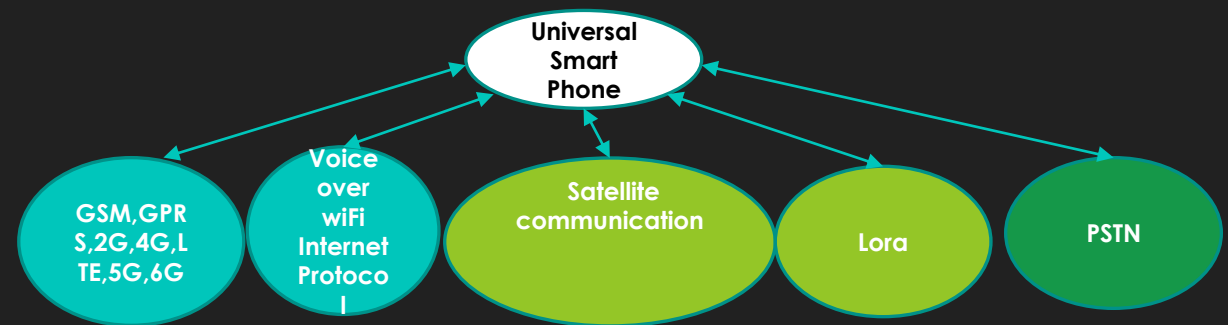 Universal
Smart
Phone
GSM,GPR
S,2G,4G,L
TE,5G,6G
Voice
over
wiFi
Internet
Protoco
l
Satellite
communication
Lora
PSTN